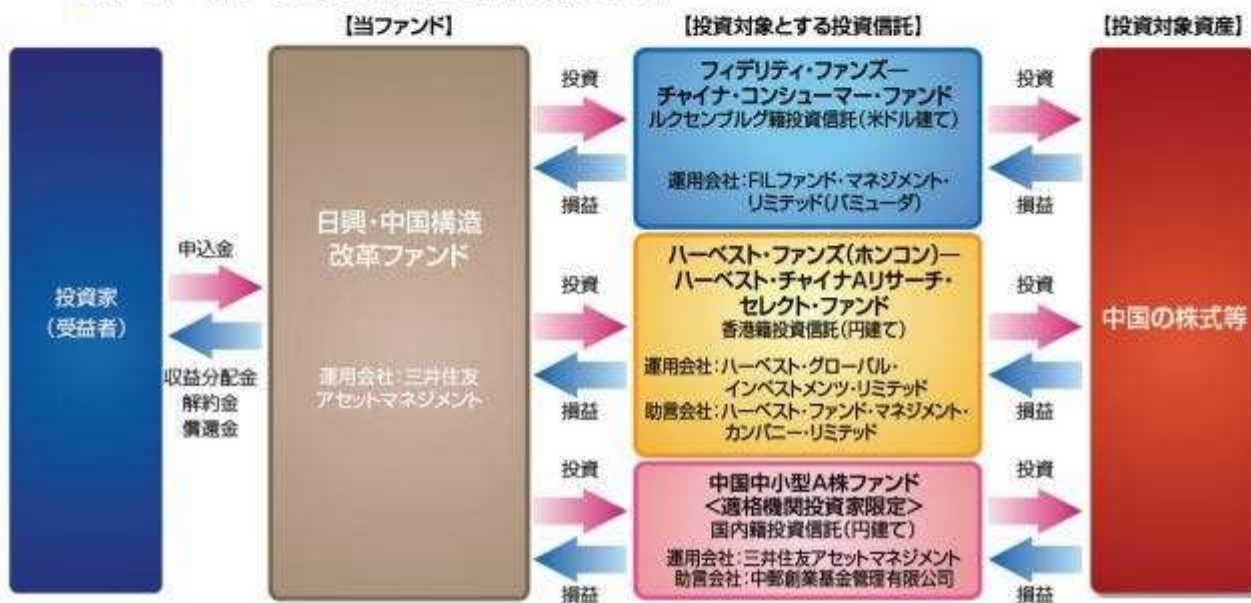 【当ファンド】
【投資対象とする投資信託】
【投資対象資産】
投資家
(受益者)
申込金
収益分配金
解約金
償還金
日興・中国構造
改革ファンド
運用会社:三井住友
アセットマネジメント
投資
損益
投資
損益
投資
損益
フィデリティ・ファンズ―
チャイナ・コンシューマー・ファンド
ルクセンブルグ籍投資信託(米ドル建て)
運用会社:FILファンド・マネジメント・
リミテッド(バミューダ)
ハーベスト・ファンズ(ホンコン)―
ハーベスト・チャイナAリサーチ・
セレクト・ファンド
香港籍投資信託(円建て)
運用会社:ハーベスト・グローバル・
インベストメンツ・リミテッド
助言会社:ハーベスト・ファンド・マネジメント・
カンパニー・リミテッド
中国中小型A株ファンド
<適格機関投資家限定>
国内籍投資信託(円建て)
運用会社:三井住友アセットマネジメント
助言会社:中郵創業基金管理有限公司
投資
損益
投資
損益
投資
損益
中国の株式等